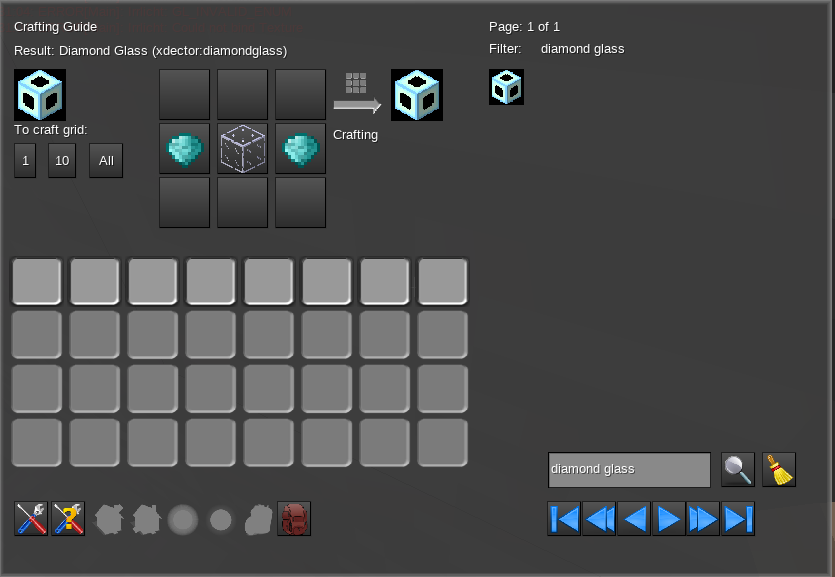 Crafting Guide
Result: Diamond Glass (xdector:diamondglass)
To craft grid:
1 10 All
Crafting
Page: 1 of 1
Filter: diamond glass
diamond glass